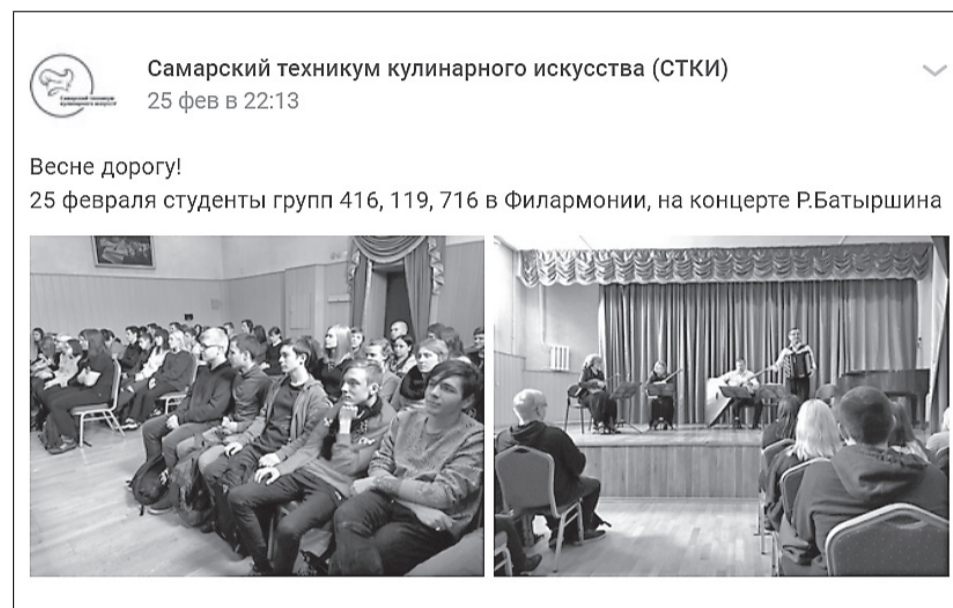 Самарский техникум кулинарного искусства (СТКИ)
25 фев в 22:13
Весне дорогу!
25 февраля студенты групп 416, 119, 716 в Филармонии, на концерте Р.Батыршина